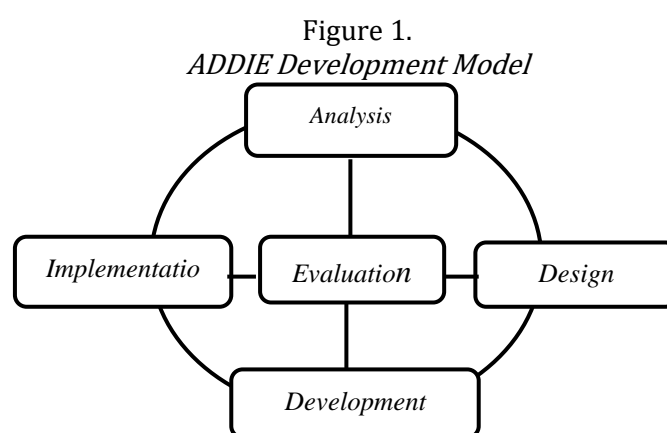 Figure 1.
ADDIE Development Model
Analysis
Implementatio
Evaluation
Design
Development